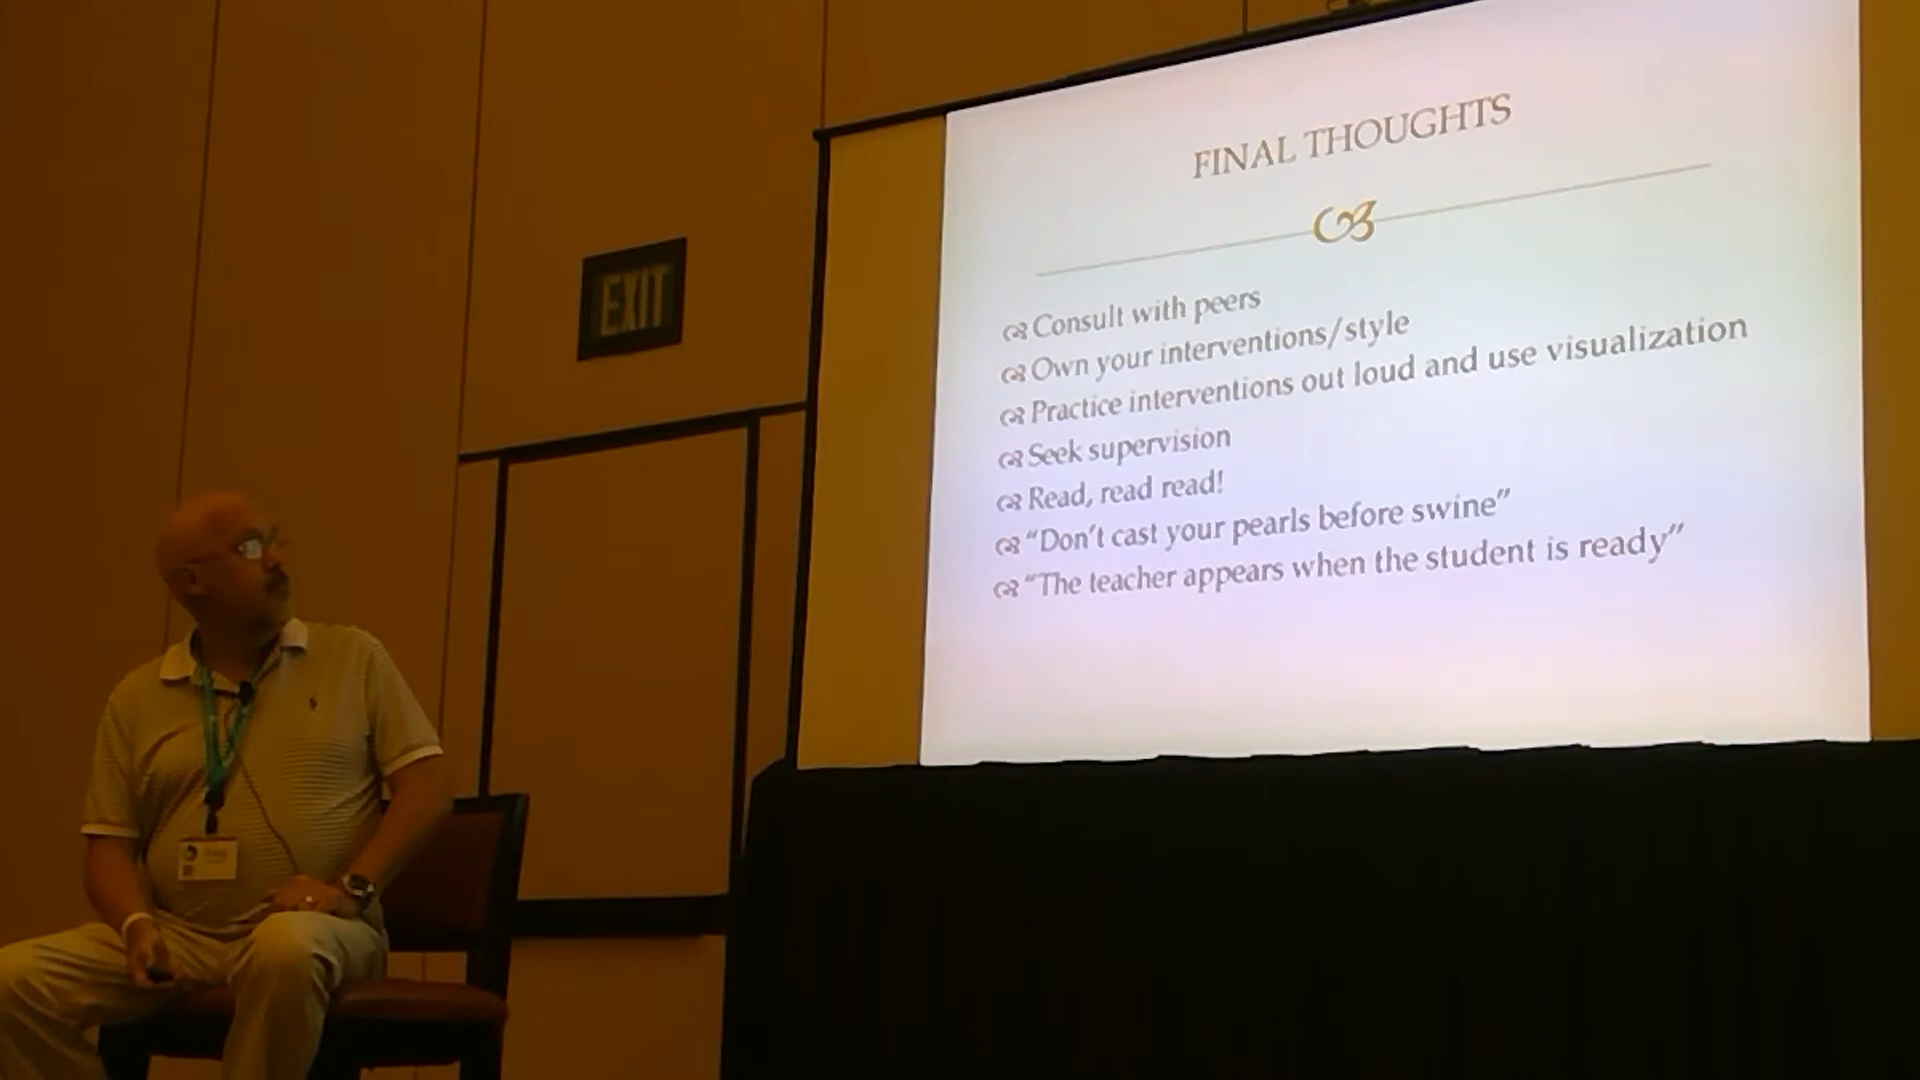 FINAL THOUGHTS
EXIT
Consult with peers
Own your interventions/style
Practice interventions out loud and use visualization
Seek supervision
Read, read read!
“Don’t cast your pearls before swine”
“The teacher appears when the student is ready”